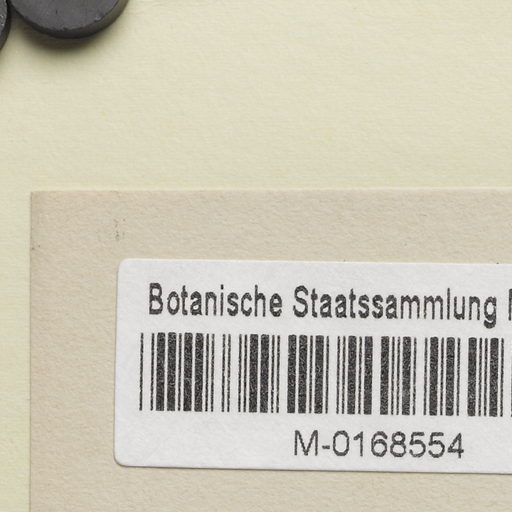 Botanische Staatssammlung
M-0168554